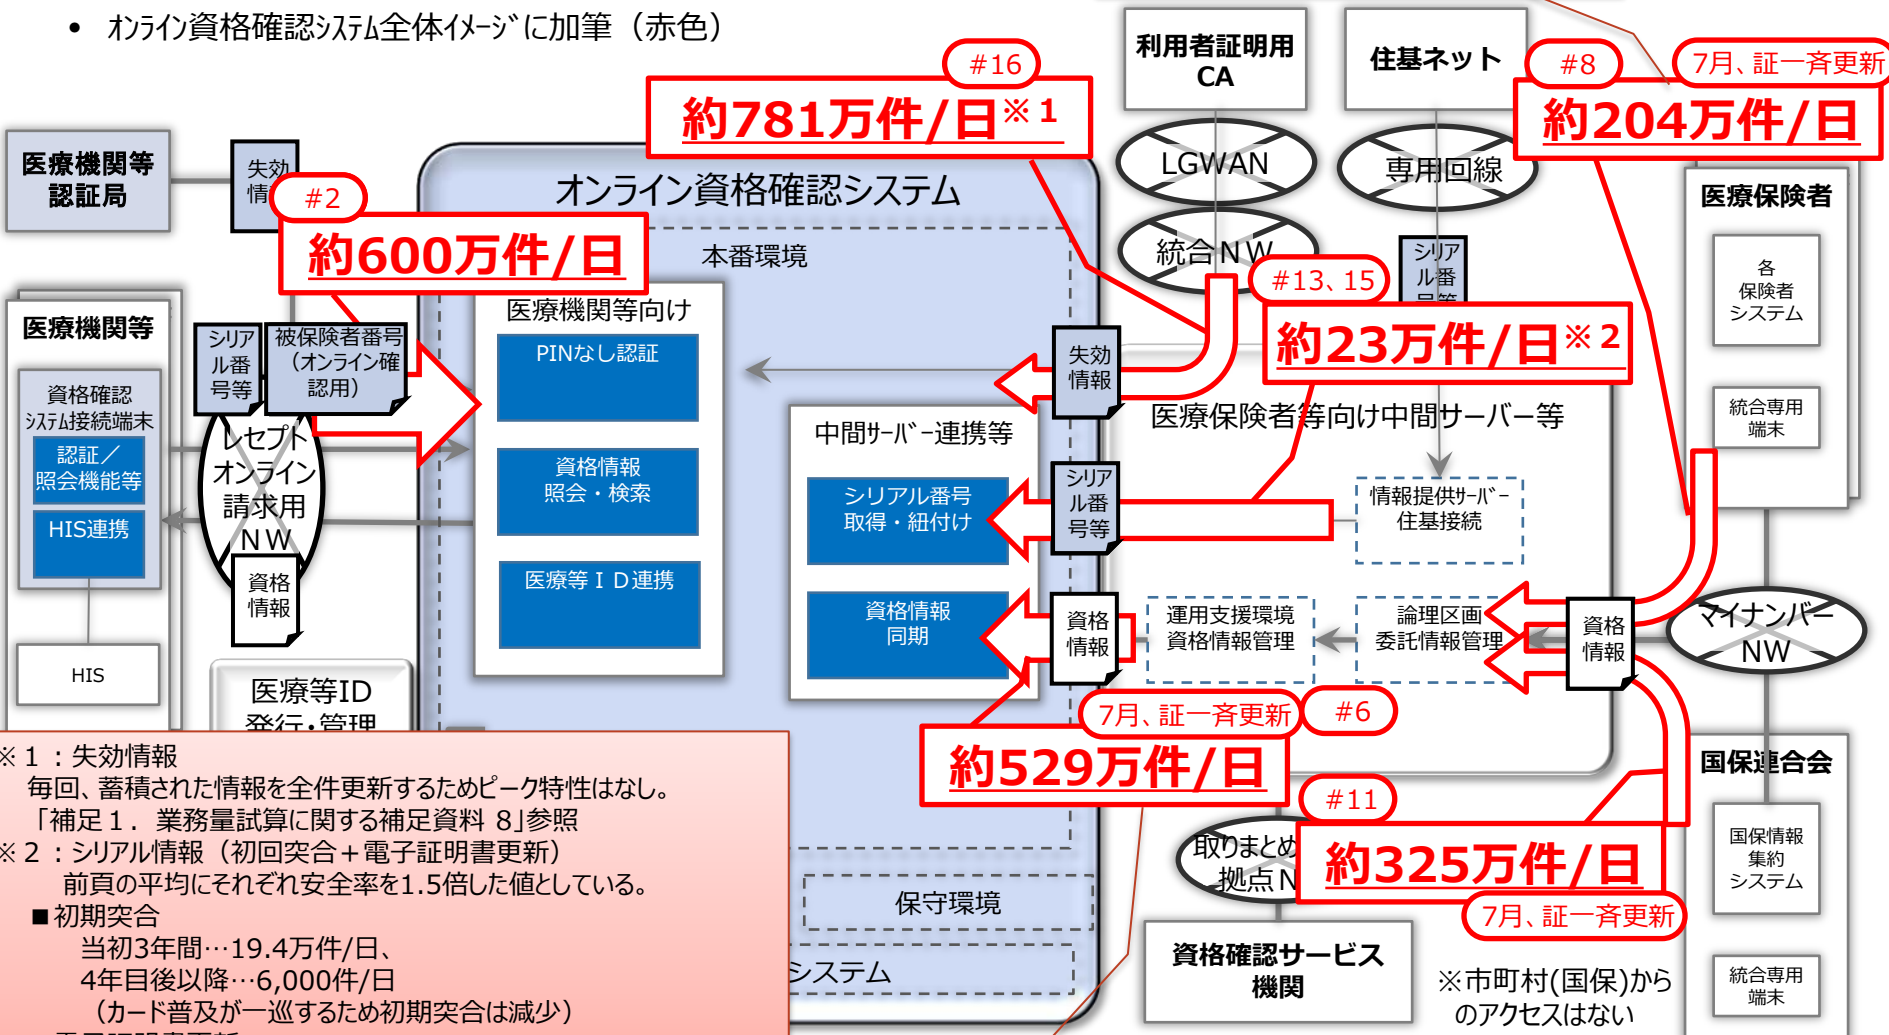 • オンライン資格確認システム全体イメージに加筆（赤色）
利用者証明用
CA
住基ネット
#16
約781万件/日※1
#8
7月、証一斉更新
約204万件/日
医療機関等
認証局
失効
#2
約600万件/日
オンライン資格確認システム
本番環境
LGWAN
統合NW
専用回線
シリア
ル番
号等
医療保険者
各
保険者
システム
統合専用
端末
#13、15
約23万件/日※2
医療機関等
資格確認
システム接続端末
認証／
照会機能等
HIS連携
HIS
シリア
ル番
号等
被保険者番号
（オンライン確
認用）
レセプト
オンライン
請求用
NW
資格
情報
医療機関等向け
PINなし認証
資格情報
照会・検索
医療等ＩＤ連携
中間サーバー連携等
シリアル番号
取得・紐付け
資格情報
同期
失効
情報
シリア
ル番
号等
資格
情報
医療保険者等向け中間サーバー等
情報提供サーバー
住基接続
運用支援環境
資格情報管理
論理区画
委託情報管理
資格
情報
マイナンバー
NW
医療等ID
発行・管理
7月、証一斉更新
#6
約529万件/日
#11
約325万件/日
7月、証一斉更新
国保連合会
国保情報
集約
システム
統合専用
端末
取りまとめ
拠点N
資格確認サービス
機関
※市町村(国保)から
のアクセスはない
保守環境
システム
※１：失効情報
毎回、蓄積された情報を全件更新するためピーク特性はなし。
「補足１．業務量試算に関する補足資料 8」参照
※２：シリアル情報（初回突合＋電子証明書更新）
前頁の平均にそれぞれ安全率を1.5倍した値としている。
■初期突合
当初3年間…19.4万件/日、
4年目後以降…6,000件/日
（カード普及が一巡するため初期突合は減少）